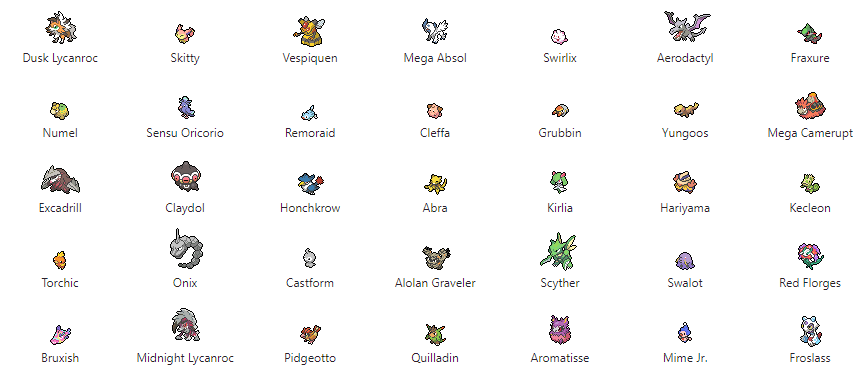 Dusk Lycanroc Skitty Vespiquen Mega Absol Swirlix Aerodactyl Fraxure
Numel Sensu Oricorio Remoraid Cleffa Grubbin Yungoos Mega Camerupt
Excadrill Claydol Honchkrow Abra Kirlia Hariyama Kecleon
Torchic Onix Castform Alolan Graveler Scyther Swalot Red Florges
Bruxish Midnight Lycanroc Pidgeotto Quilladin Aromatisse Mime Jr. Froslass